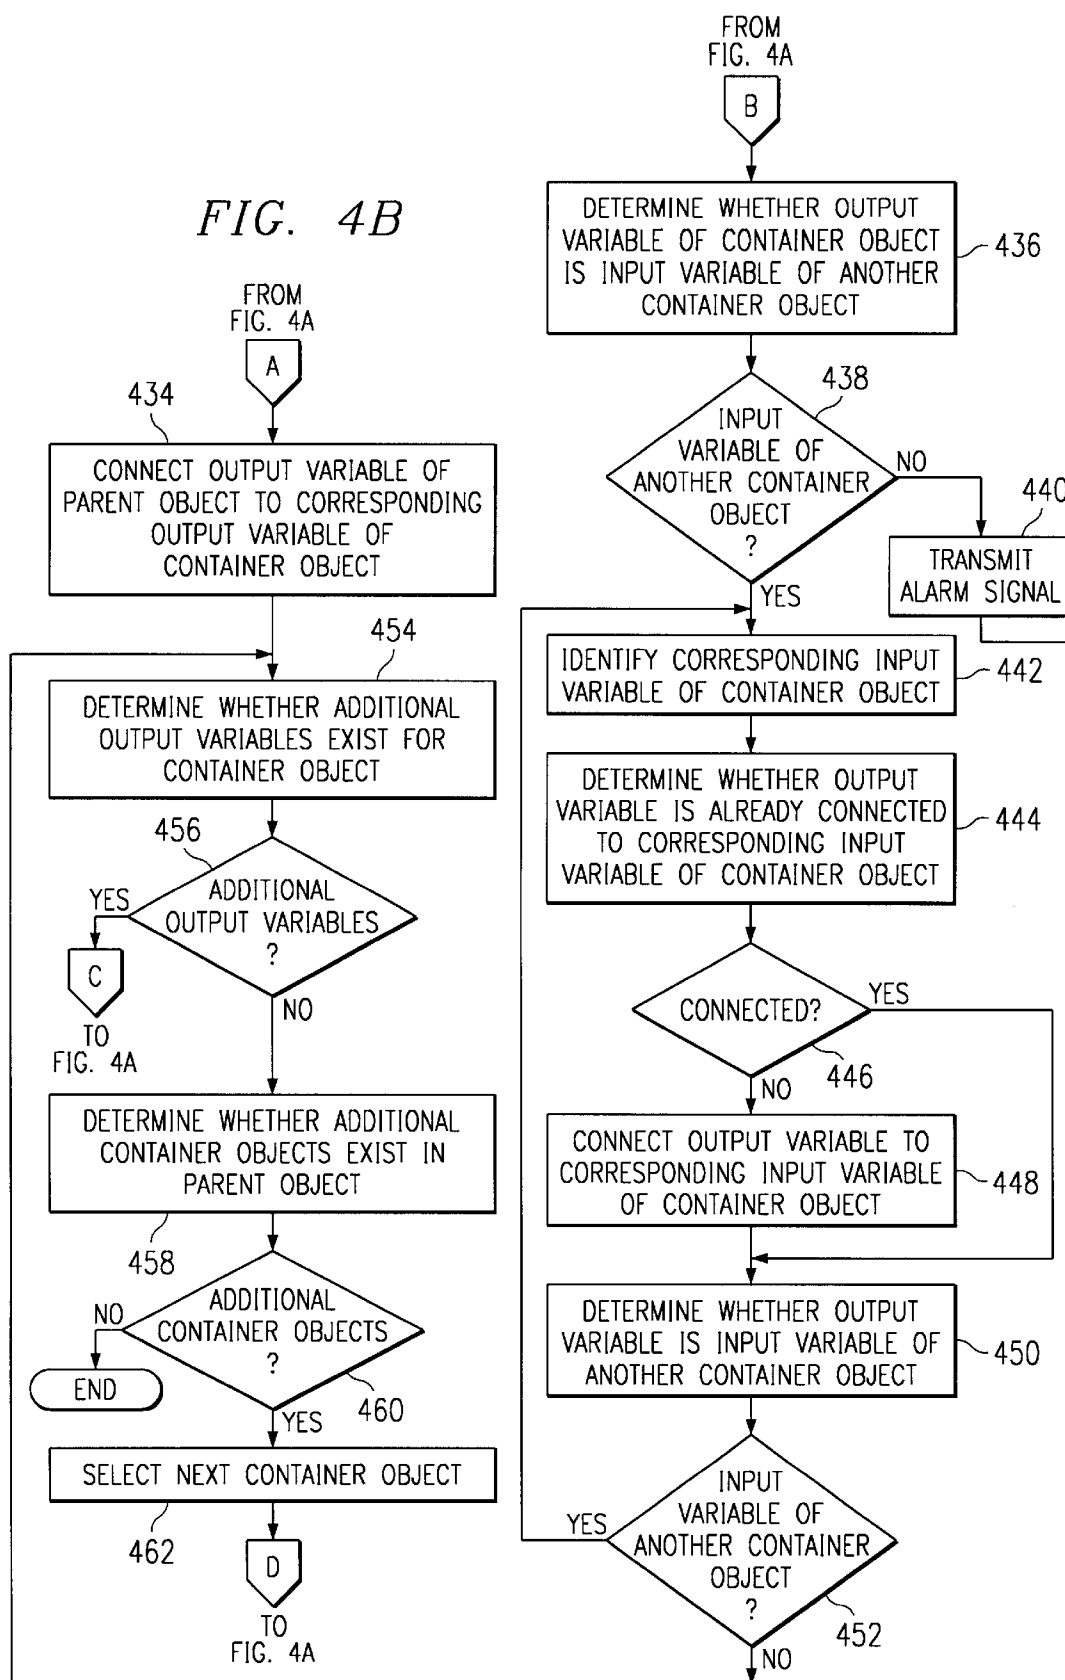 FIG. 4B
FROM
FIG. 4A
A
434
CONNECT OUTPUT VARIABLE OF
PARENT OBJECT TO CORRESPONDING
OUTPUT VARIABLE OF
CONTAINER OBJECT
454
DETERMINE WHETHER ADDITIONAL
OUTPUT VARIABLES EXIST FOR
CONTAINER OBJECT
456
ADDITIONAL
OUTPUT VARIABLES
?
YES
C
TO
FIG. 4A
NO
DETERMINE WHETHER ADDITIONAL
CONTAINER OBJECTS EXIST IN
PARENT OBJECT
458
ADDITIONAL
CONTAINER OBJECTS
?
NO
END
460
YES
SELECT NEXT CONTAINER OBJECT
462
D
TO
FIG. 4A
FROM
FIG. 4A
B
DETERMINE WHETHER OUTPUT
VARIABLE OF CONTAINER OBJECT
IS INPUT VARIABLE OF ANOTHER
CONTAINER OBJECT
436
438
INPUT
VARIABLE OF
ANOTHER CONTAINER
OBJECT
?
NO
440
TRANSMIT
ALARM SIGNAL
YES
IDENTIFY CORRESPONDING INPUT
VARIABLE OF CONTAINER OBJECT
442
DETERMINE WHETHER OUTPUT
VARIABLE IS ALREADY CONNECTED
TO CORRESPONDING INPUT
VARIABLE OF CONTAINER OBJECT
444
CONNECTED?
YES
446
NO
CONNECT OUTPUT VARIABLE TO
CORRESPONDING INPUT VARIABLE
OF CONTAINER OBJECT
448
DETERMINE WHETHER OUTPUT
VARIABLE IS INPUT VARIABLE OF
ANOTHER CONTAINER OBJECT
450
INPUT
VARIABLE OF
ANOTHER CONTAINER
OBJECT
?
YES
452
NO